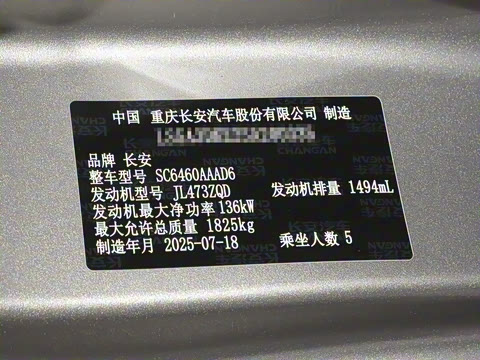 中国 重庆长安汽车股份有限公司 制造
品牌 长安
整车型号 SC6460AAAD6
发动机型号 JL473ZQD 发动机排量 1494mL
发动机最大净功率 136kW
最大允许总质量 1825kg
制造年月 2025-07-18 乘坐人数 5